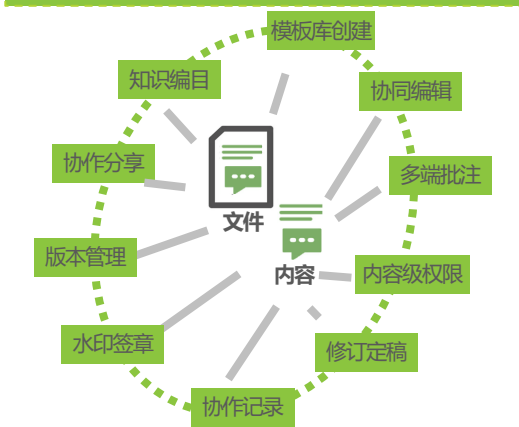 模板库创建
知识编目
协同编辑
协作分享
多端批注
文件
版本管理
内容
内容级权限
水印签章
修订定稿
协作记录